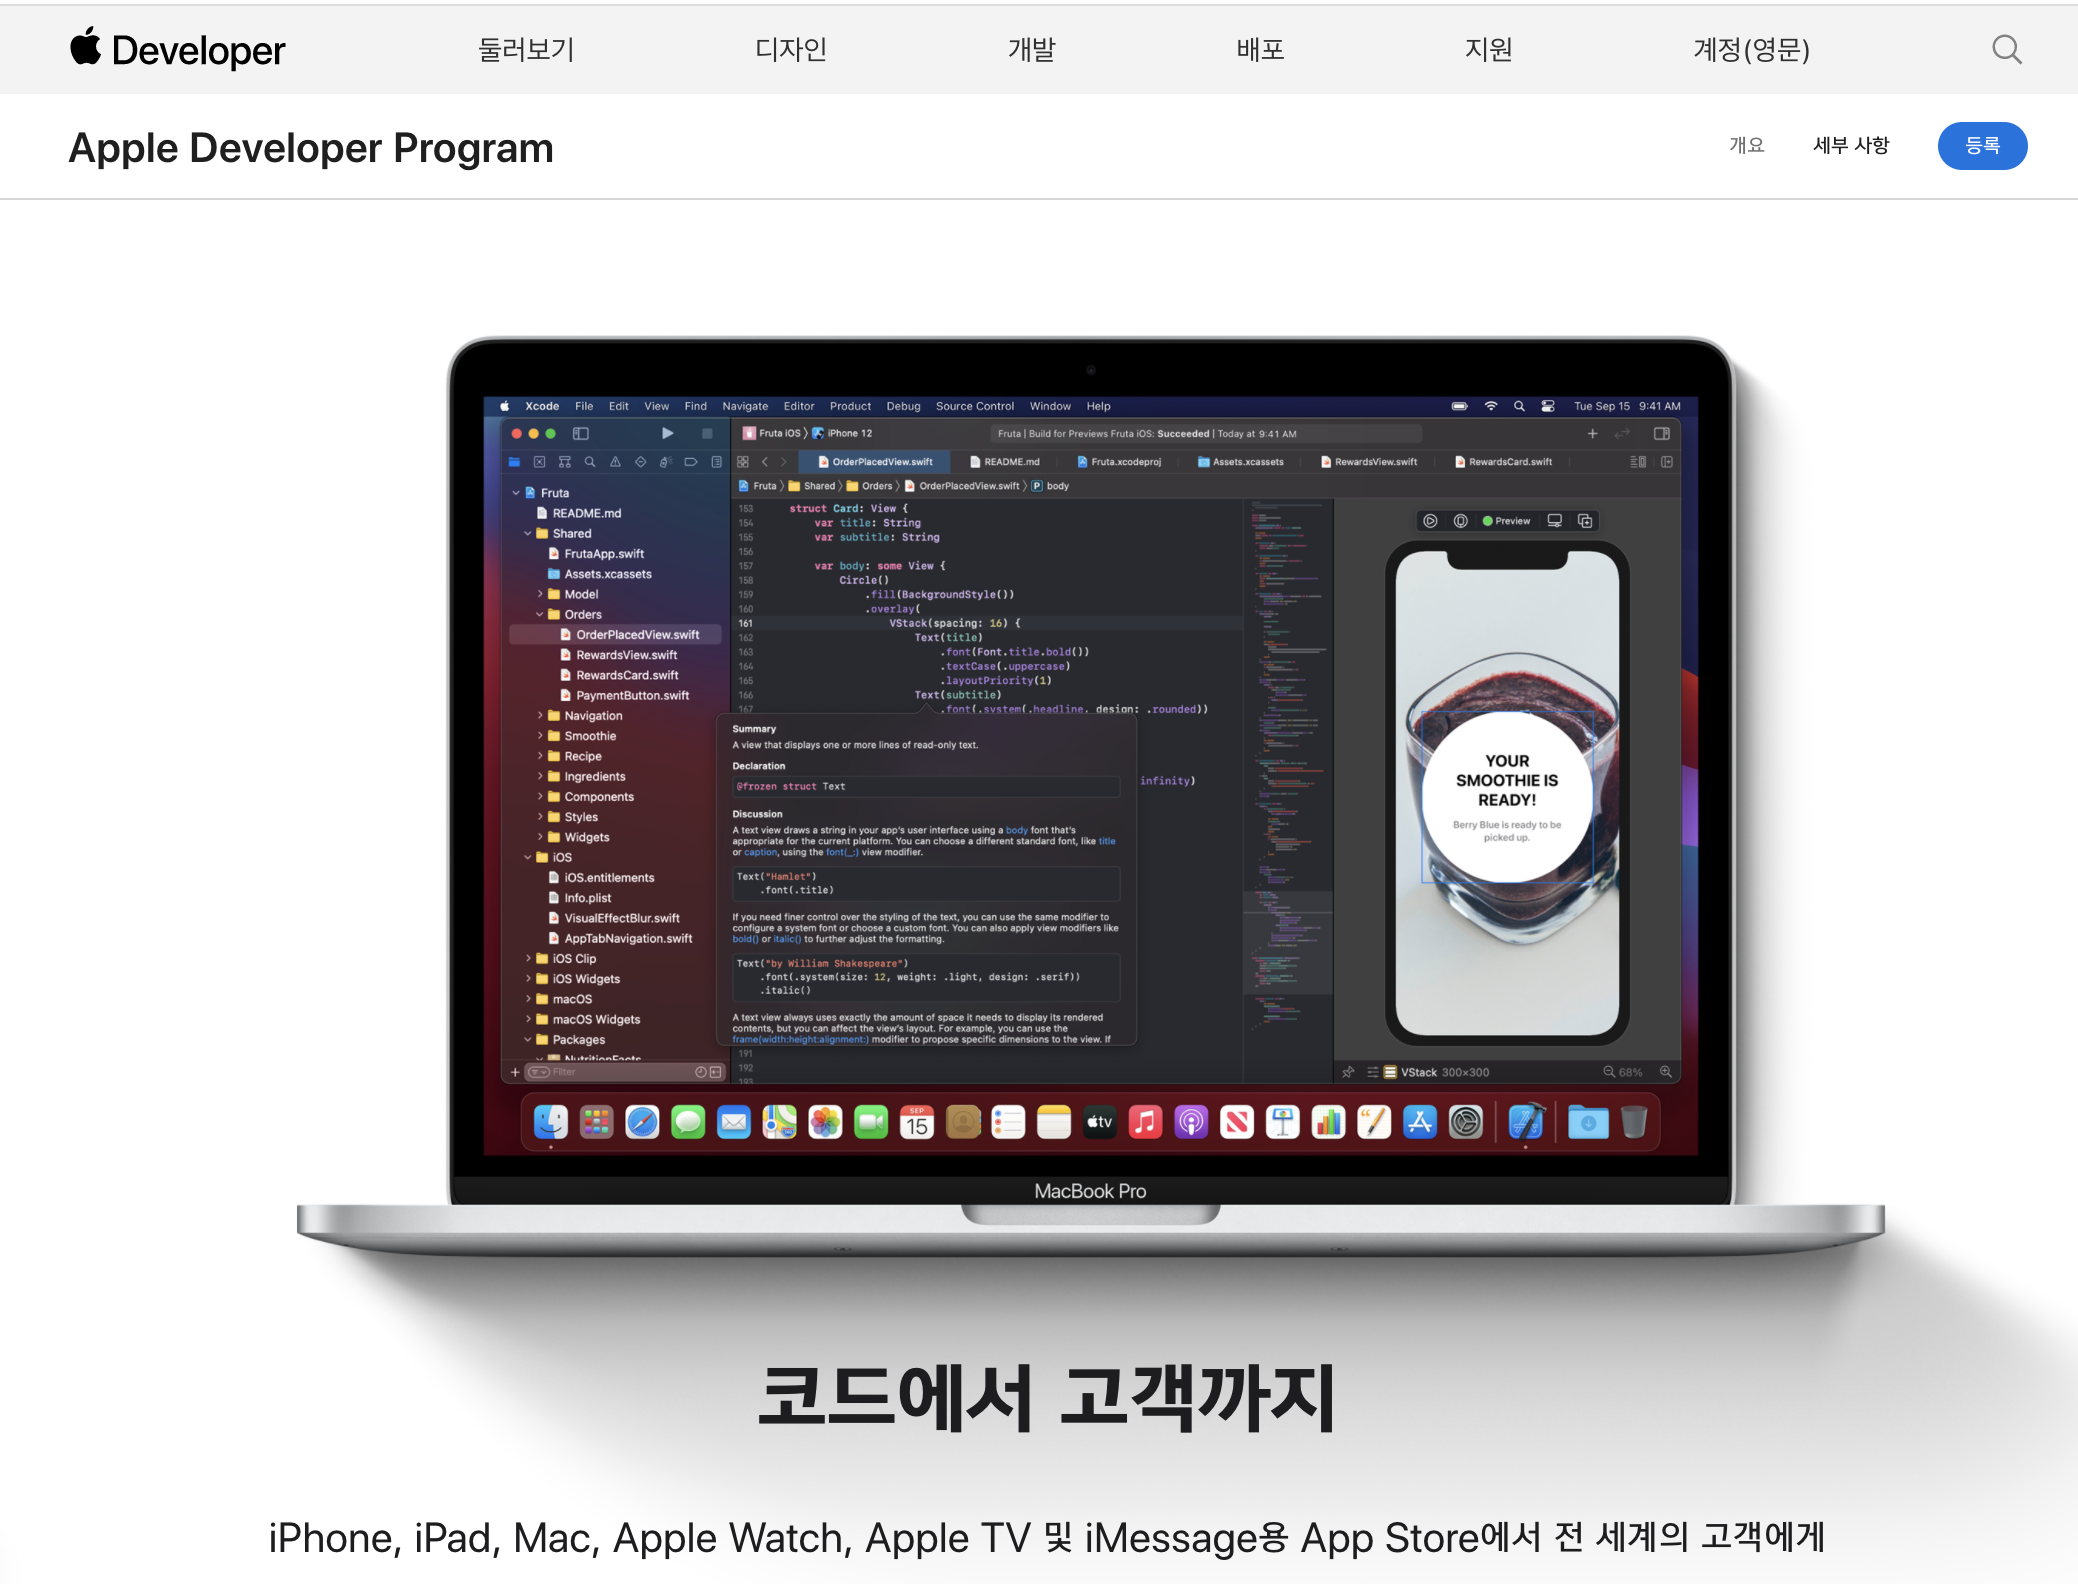 Developer
둘러보기
디자인
개발
배포
지원
계정(영문)
Apple Developer Program
개요
세부 사항
등록
Xcode File Edit View Find Navigate Editor Product Debug Source Control Window Help
Tue Sep 15 9:41 AM
Fruta iOS 〉 iPhone 12
Fruta | Build for Previews Fruta iOS: Succeeded | Today at 9:41 AM
OrderPlacedView.swift
README.md
Fruta.xcodeproj
Assets.xcassets
RewardsView.swift
RewardsCard.swift
Fruta 〉 Shared 〉 Orders 〉 OrderPlacedView.swift 〉 P body
Fruta
README.md
Shared
FrutaApp.swift
Assets.xcassets
Model
Orders
OrderPlacedView.swift
RewardsView.swift
RewardsCard.swift
PaymentButton.swift
Navigation
Smoothie
Recipe
Ingredients
Components
Styles
Widgets
iOS
iOS.entitlements
Info.plist
VisualEffectBlur.swift
AppTabNavigation.swift
iOS Clip
iOS Widgets
macOS
macOS Widgets
Packages
NutritionFacts
Filter
153 struct Card: View {
154 var title: String
155 var subtitle: String
156
157 var body: some View {
158 Circle()
159 .fill(BackgroundStyle())
160 .overlay(
161 VStack(spacing: 16) {
162 Text(title)
163 .font(Font.title.bold())
164 .textCase(.uppercase)
165 .layoutPriority(1)
166 Text(subtitle)
167 .font(.system(.headline, design: .rounded))
infinity)
Summary
A view that displays one or more lines of read-only text.
Declaration
@frozen struct Text
Discussion
A text view draws a string in your app's user interface using a body font that's
appropriate for the current platform. You can choose a different standard font, like title
or caption, using the font(_:) view modifier.
Text("Hamlet")
.font(.title)
If you need finer control over the styling of the text, you can use the same modifier to
configure a system font or choose a custom font. You can also apply view modifiers like
bold() or italic() to further adjust the formatting.
Text("by William Shakespeare")
.font(.system(size: 12, weight: .light, design: .serif))
.italic()
A text view always uses exactly the amount of space it needs to display its rendered
contents, but you can affect the view's layout. For example, you can use the
frame(width:height:alignment:) modifier to propose specific dimensions to the view. If
191
192
193
Preview
YOUR
SMOOTHIE IS
READY!
Berry Blue is ready to be
picked up.
VStack 300×300
68%
SEP
15
tv
MacBook Pro
코드에서 고객까지
iPhone, iPad, Mac, Apple Watch, Apple TV 및 iMessage용 App Store에서 전 세계의 고객에게